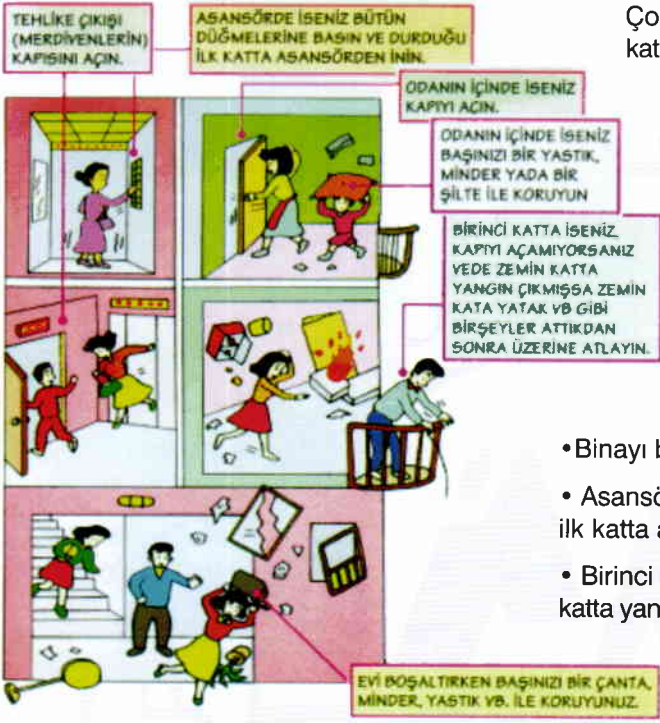 TEHLİKE ÇIKIŞI
(MERDİVENLERİN)
KAPISINI AÇIN.
ASANSÖRDE İSENİZ BÜTÜN
DÜĞMELERİNE BASIN VE DURDUĞU
İLK KATTA ASANSÖRDEN İNİN.
ODANIN İÇİNDE İSENİZ
KAPIYI AÇIN.
ODANIN İÇİNDE İSENİZ
BAŞINIZI BİR YASTIK,
MİNDER YADA BİR
ŞİLTE İLE KORUYUN
BİRİNCİ KATTA İSENİZ
KAPIYI AÇAMIYORSANIZ
VEDE ZEMİN KATTA
YANGIN ÇIKMIŞSA ZEMİN
KATA YATAK VB GİBİ
BİRŞEYLER ATTIKDAN
SONRA ÜZERİNE ATLAYIN.
Ço
kat
•Binayı b
• Asansö
ilk katta a
• Birinci
katta yan
EVİ BOŞALTIRKEN BAŞINIZI BİR ÇANTA,
MİNDER, YASTIK VB. İLE KORUYUNUZ.